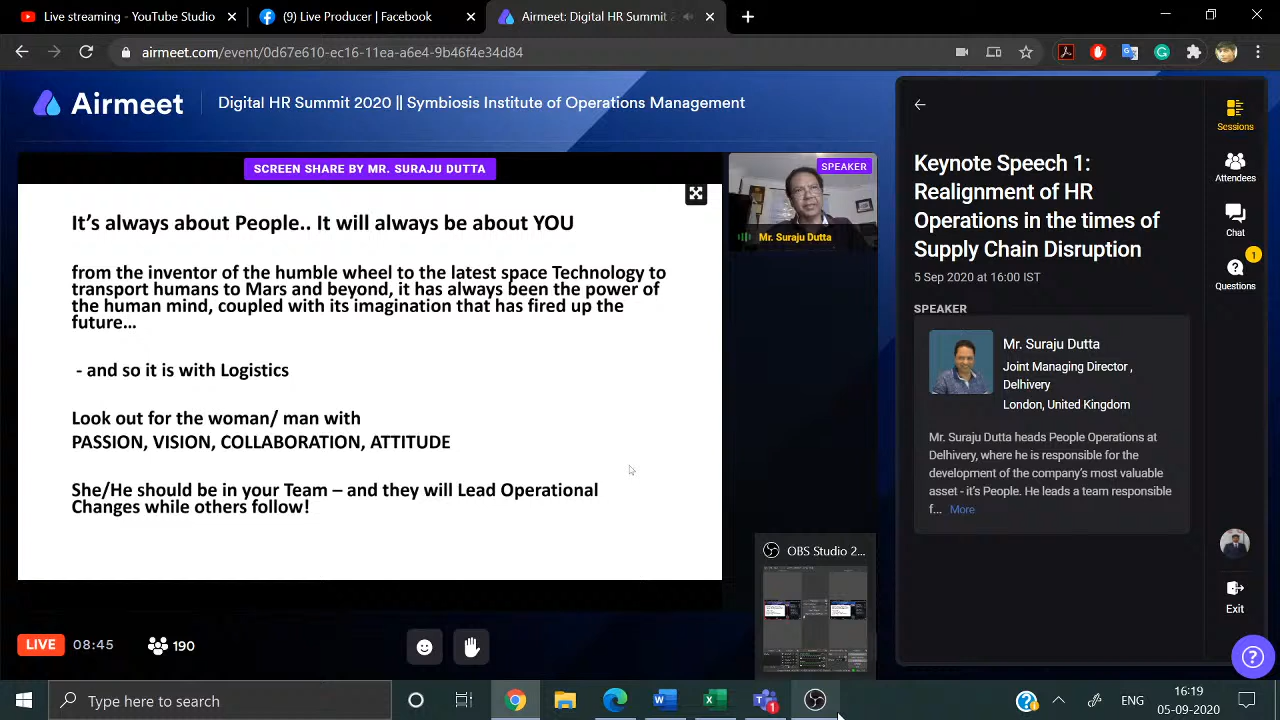 Live streaming - YouTube Studio
(9) Live Producer | Facebook
Airmeet: Digital HR Summit 2
airmeet.com/event/0d67e610-ec16-11ea-a6e4-9b46f4e34d84
Airmeet
Digital HR Summit 2020 || Symbiosis Institute of Operations Management
SCREEN SHARE BY MR. SURAJU DUTTA
It's always about People.. It will always be about YOU
from the inventor of the humble wheel to the latest space Technology to
transport humans to Mars and beyond, it has always been the power of
the human mind, coupled with its imagination that has fired up the
future...
- and so it is with Logistics
Look out for the woman/ man with
PASSION, VISION, COLLABORATION, ATTITUDE
She/He should be in your Team – and they will Lead Operational
Changes while others follow!
SPEAKER
Mr. Suraju Dutta
OBS Studio 2...
LIVE
08:45
190
Keynote Speech 1:
Realignment of HR
Operations in the times of
Supply Chain Disruption
5 Sep 2020 at 16:00 IST
SPEAKER
Mr. Suraju Dutta
Joint Managing Director ,
Delhivery
London, United Kingdom
Mr. Suraju Dutta heads People Operations at
Delhivery, where he is responsible for the
development of the company's most valuable
asset - it's People. He leads a team responsible
f... More
Sessions
Attendees
Chat
1
Questions
Exit
Type here to search
1
ENG
16:19
05-09-2020